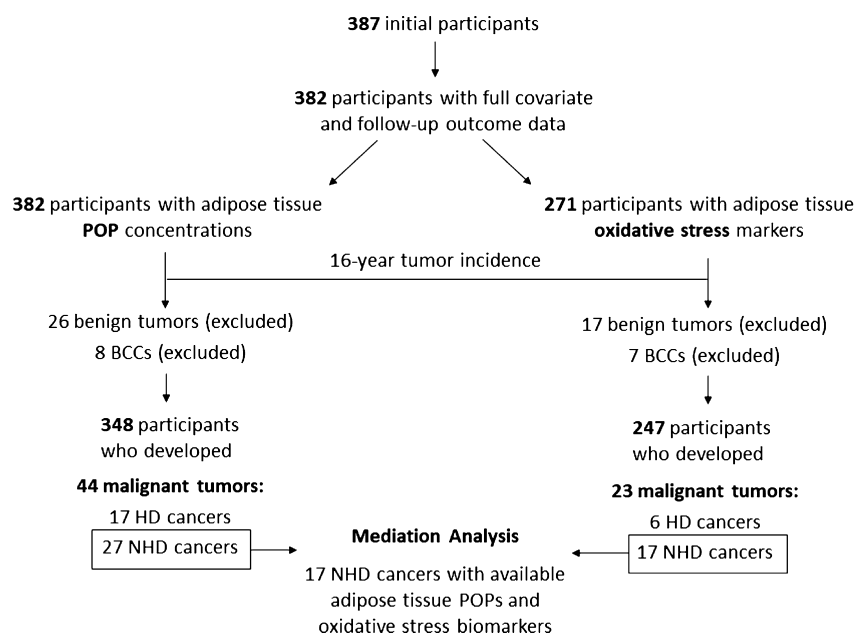 387 initial participants
382 participants with full covariate
and follow-up outcome data
382 participants with adipose tissue
POP concentrations
271 participants with adipose tissue
oxidative stress markers
16-year tumor incidence
26 benign tumors (excluded)
8 BCCs (excluded)
17 benign tumors (excluded)
7 BCCs (excluded)
348 participants
who developed
44 malignant tumors:
17 HD cancers
27 NHD cancers
247 participants
who developed
23 malignant tumors:
6 HD cancers
17 NHD cancers
Mediation Analysis
17 NHD cancers with available
adipose tissue POPs and
oxidative stress biomarkers